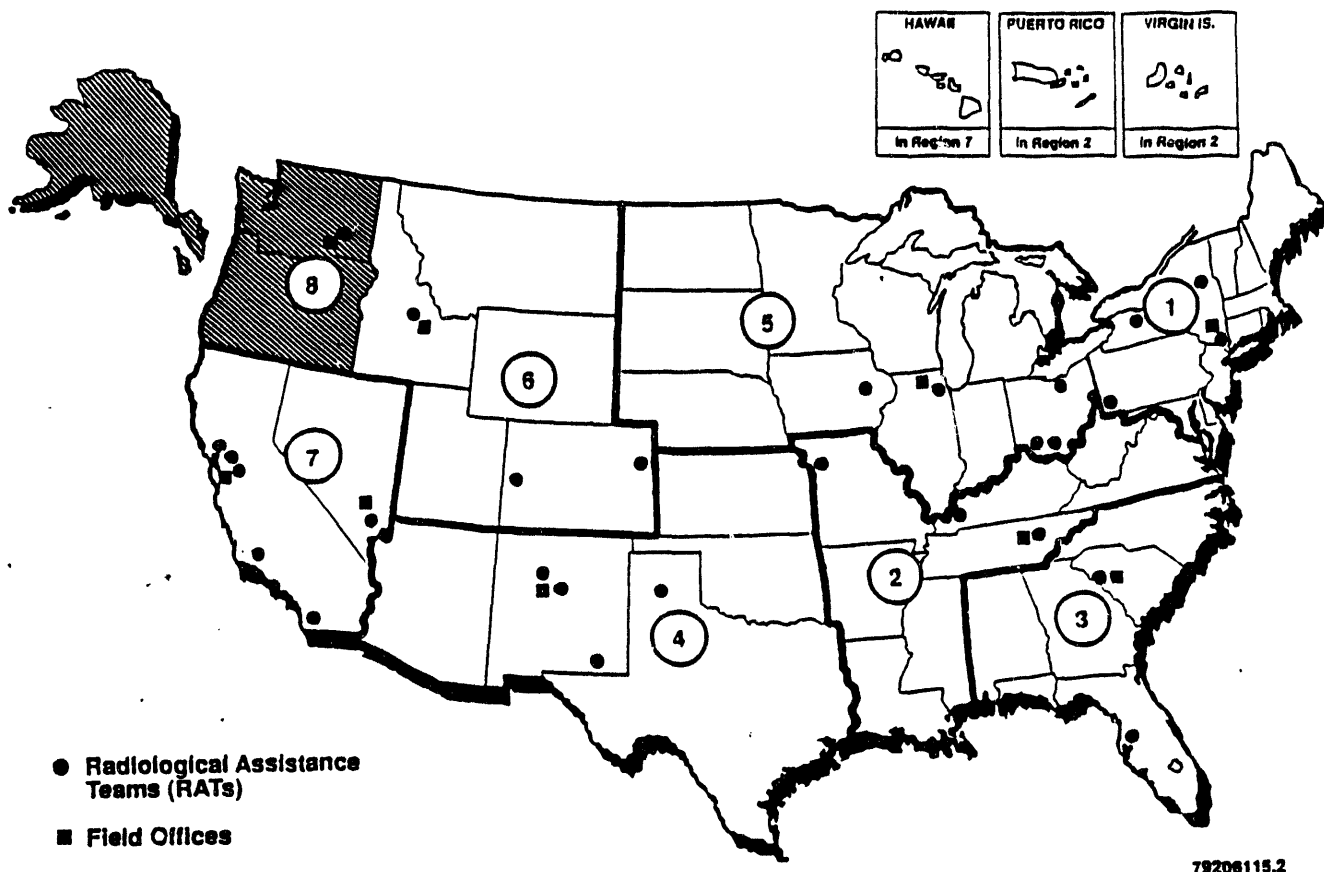 HAWAII
PUERTO RICO
VIRGIN IS.
In Region 7
In Region 2
In Region 2
8
5
1
6
7
2
3
4
Radiological Assistance
Teams (RATs)
Field Offices
79206115.2